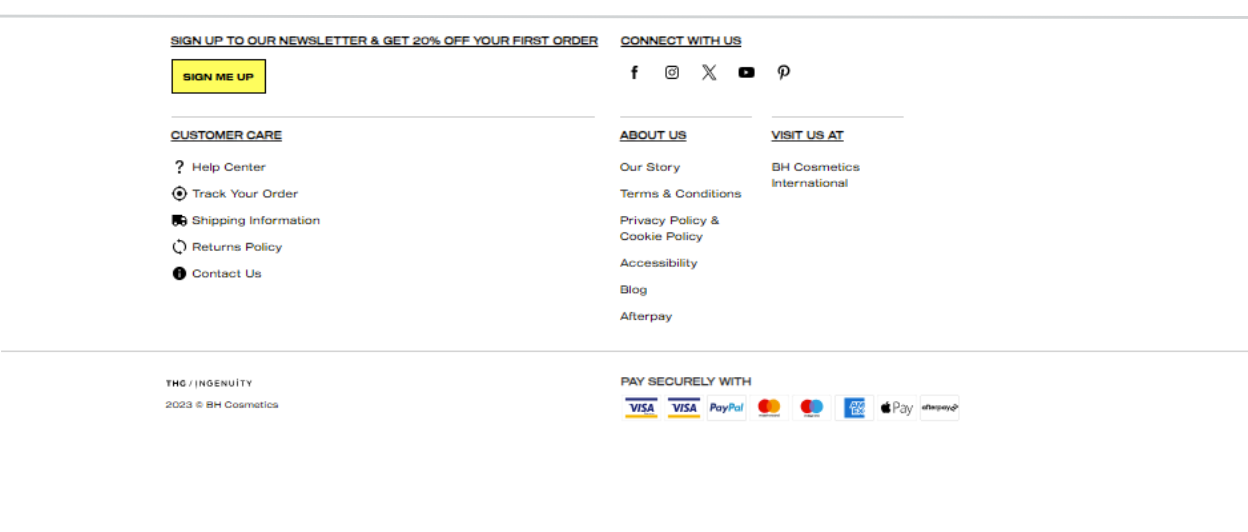 SIGN UP TO OUR NEWSLETTER & GET 20% OFF YOUR FIRST ORDER
SIGN ME UP
CONNECT WITH US
CUSTOMER CARE
? Help Center
Track Your Order
Shipping Information
Returns Policy
Contact Us
ABOUT US
Our Story
Terms & Conditions
Privacy Policy &
Cookie Policy
Accessibility
Blog
Afterpay
VISIT US AT
BH Cosmetics
International
THG / INGENUITY
2023 © BH Cosmetics
PAY SECURELY WITH
VISA VISA PayPal AMEX Pay afterpay